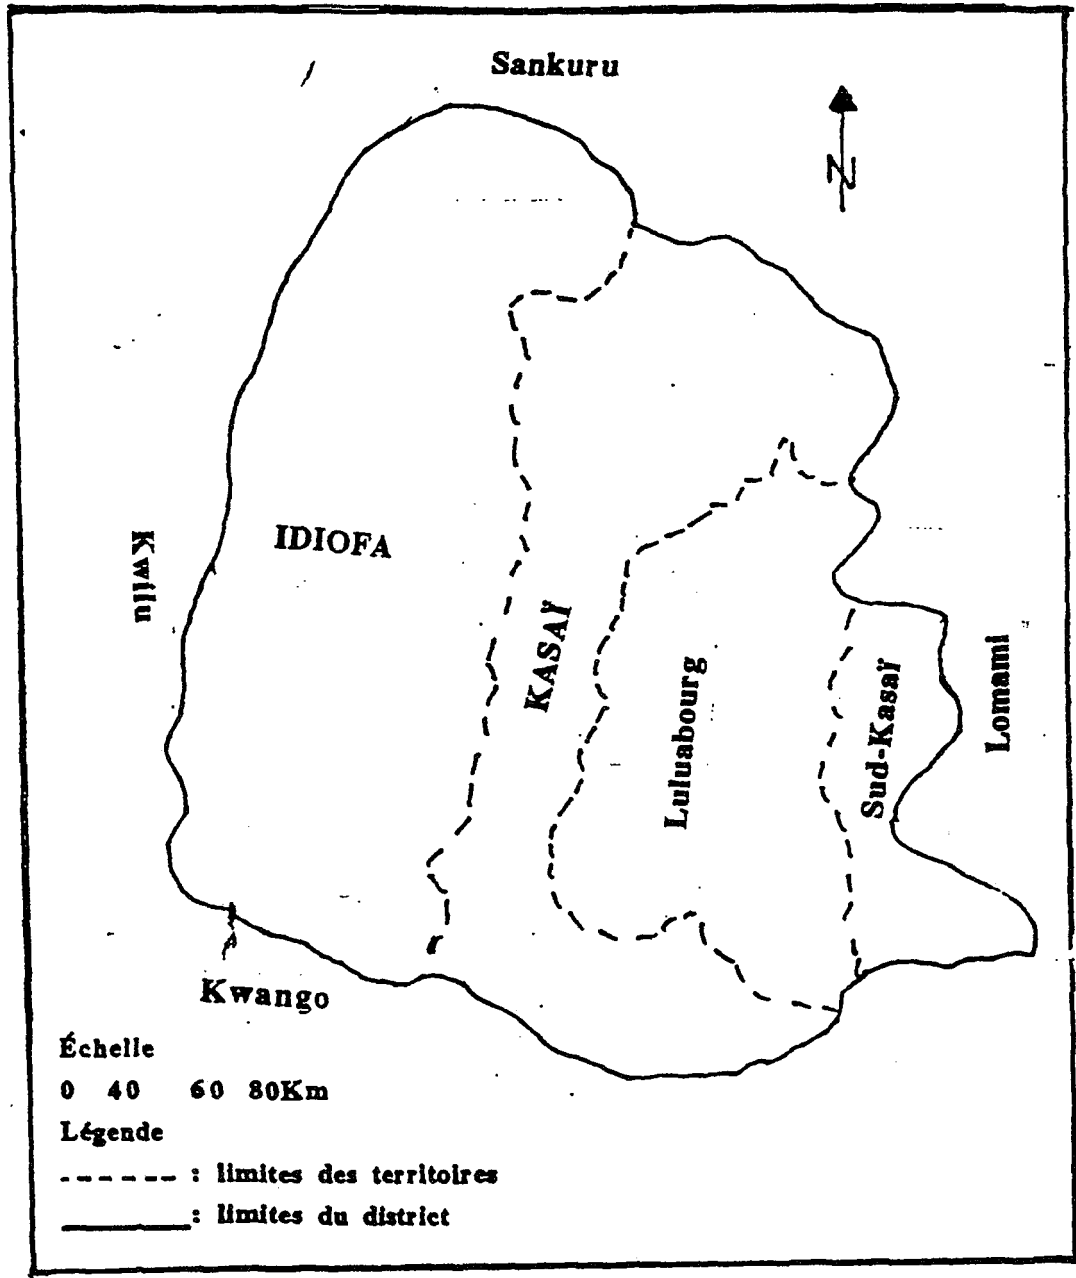 Sankuru
N
IDIOFA
Kwilu
KASAÏ
Luluabourg
Sud-Kasaï
Lomami
Kwango
Échelle
0 40 60 80Km
Légende
------- : limites des territoires
_______ : limites du district